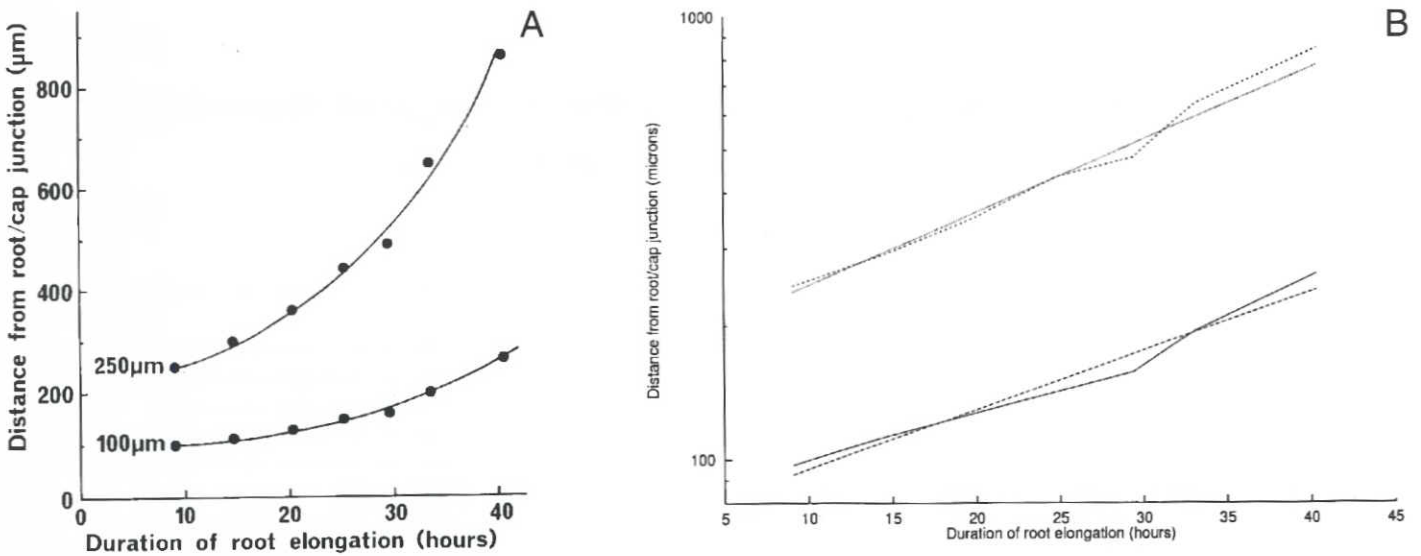 A
Distance from root/cap junction (µm)
800
600
400
200
0
250µm
100µm
0 10 20 30 40
Duration of root elongation (hours)
B
Distance from root/cap junction (microns)
1000
100
5 10 15 20 25 30 35 40 45
Duration of root elongation (hours)